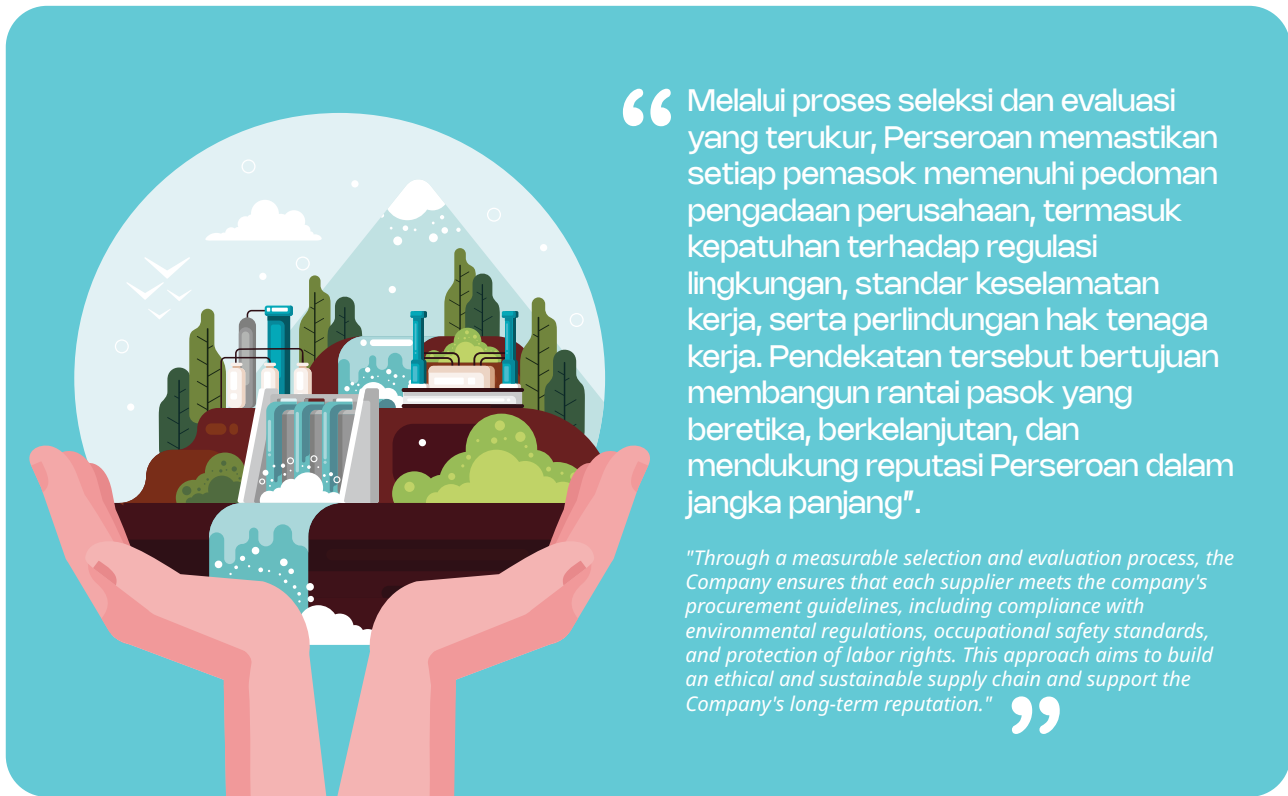 “ Melalui proses seleksi dan evaluasi
yang terukur, Perseroan memastikan
setiap pemasok memenuhi pedoman
pengadaan perusahaan, termasuk
kepatuhan terhadap regulasi
lingkungan, standar keselamatan
kerja, serta perlindungan hak tenaga
kerja. Pendekatan tersebut bertujuan
membangun rantai pasok yang
beretika, berkelanjutan, dan
mendukung reputasi Perseroan dalam
jangka panjang”.
"Through a measurable selection and evaluation process, the
Company ensures that each supplier meets the company's
procurement guidelines, including compliance with
environmental regulations, occupational safety standards,
and protection of labor rights. This approach aims to build
an ethical and sustainable supply chain and support the
Company's long-term reputation." ”